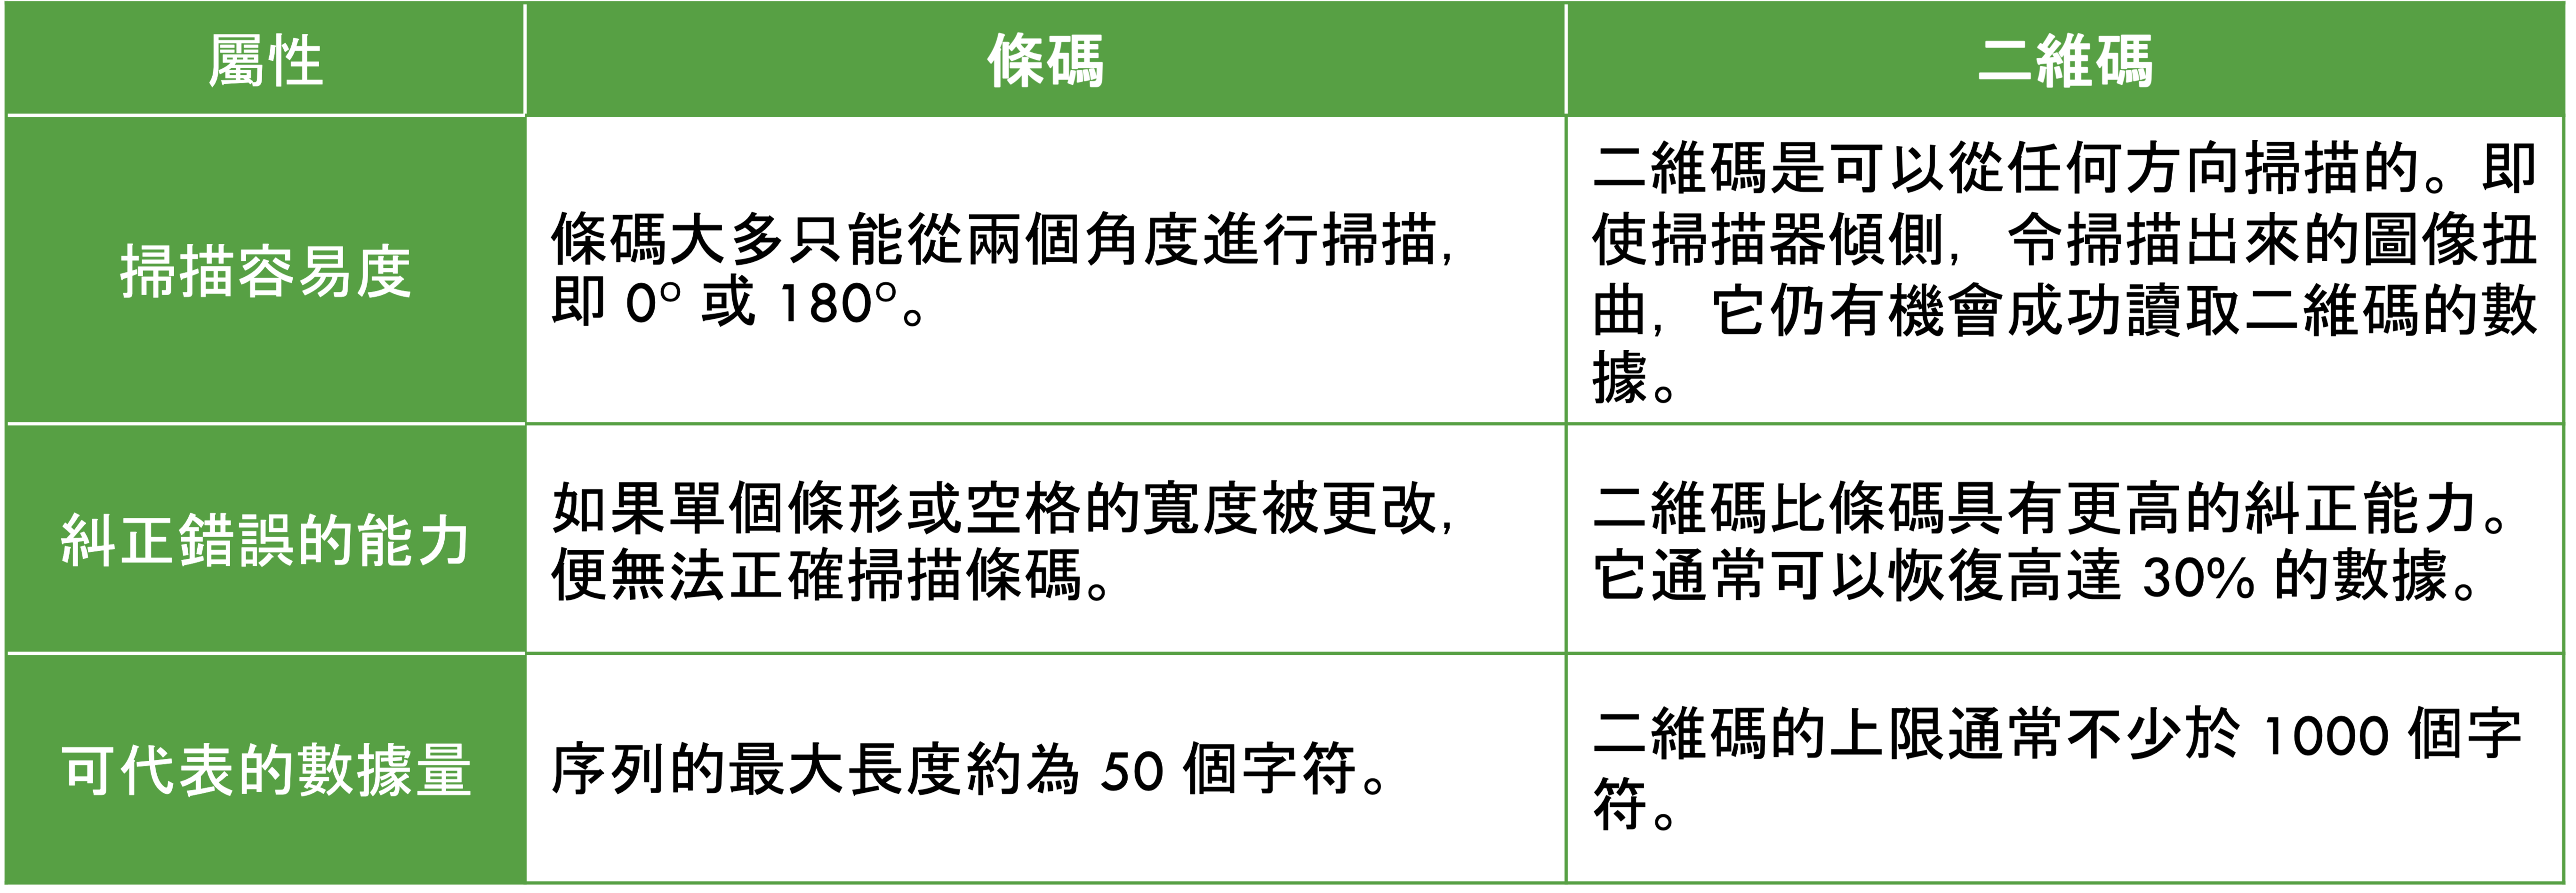 屬性
條碼
二維碼
掃描容易度
條碼大多只能從兩個角度進行掃描，
即 0° 或 180°。
二維碼是可以從任何方向掃描的。即
使掃描器傾側，令掃描出來的圖像扭
曲，它仍有機會成功讀取二維碼的數
據。
糾正錯誤的能力
如果單個條形或空格的寬度被更改，
便無法正確掃描條碼。
二維碼比條碼具有更高的糾正能力。
它通常可以恢復高達 30% 的數據。
可代表的數據量
序列的最大長度約為 50 個字符。
二維碼的上限通常不少於 1000 個字
符。